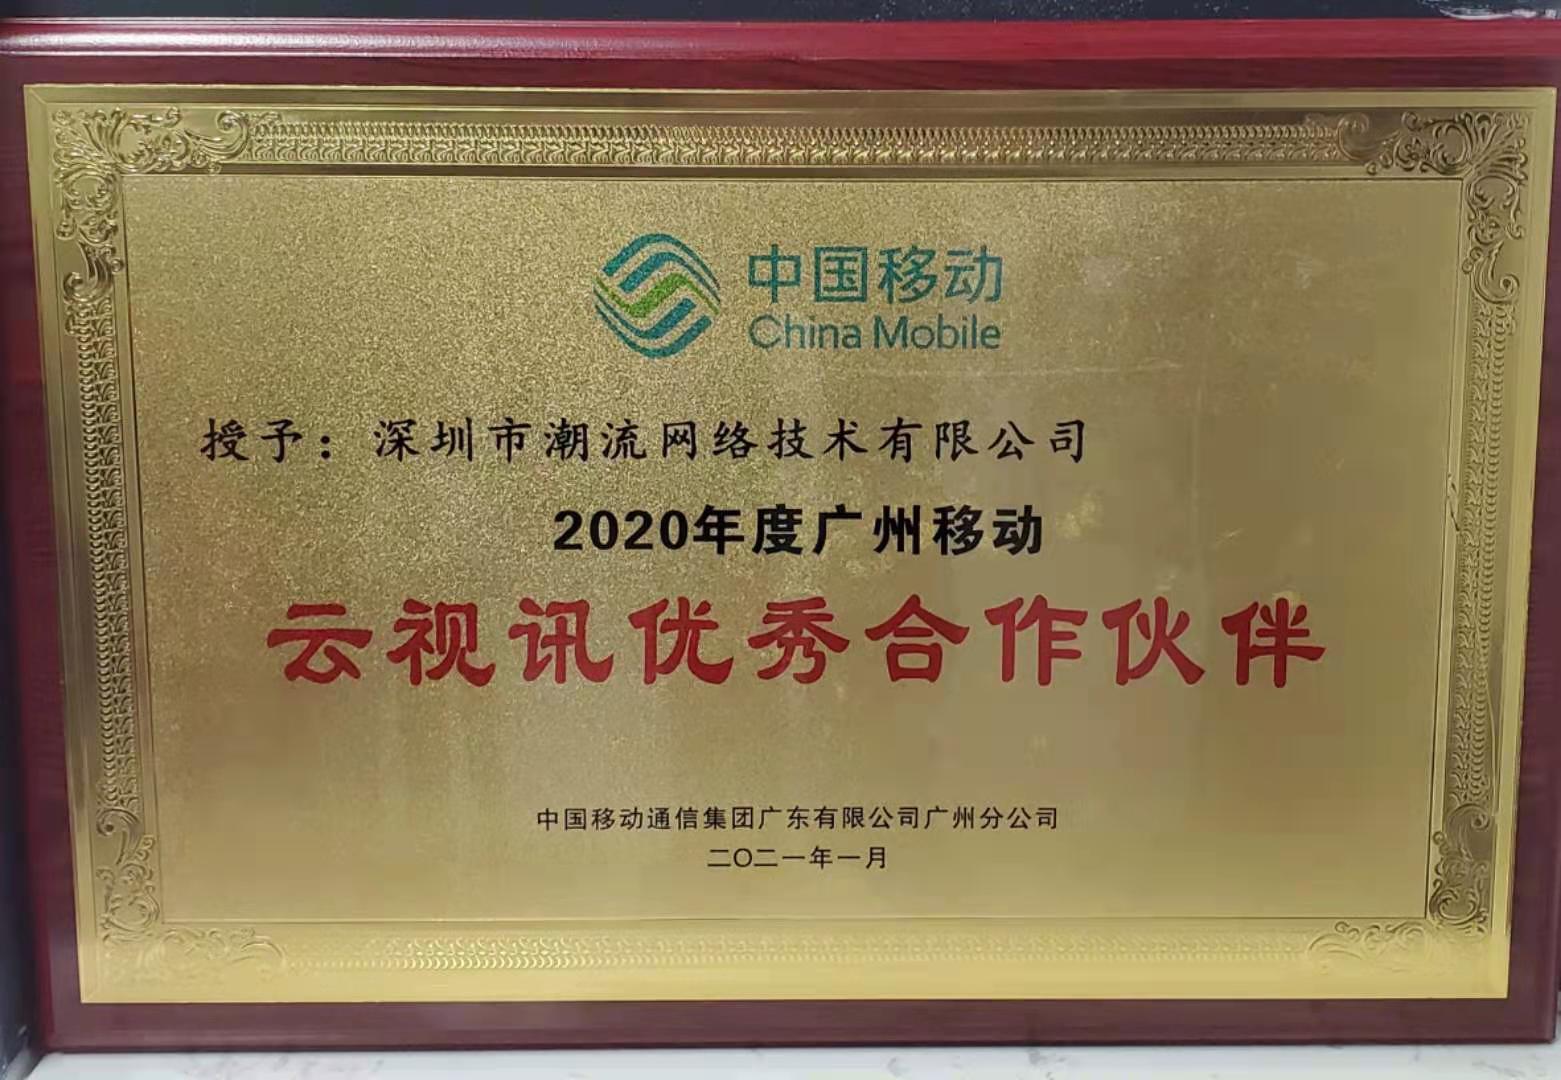 中国移动
China Mobile
授予：深圳市潮流网络技术有限公司
2020年度广州移动
云视讯优秀合作伙伴
中国移动通信集团广东有限公司广州分公司
二〇二一年一月